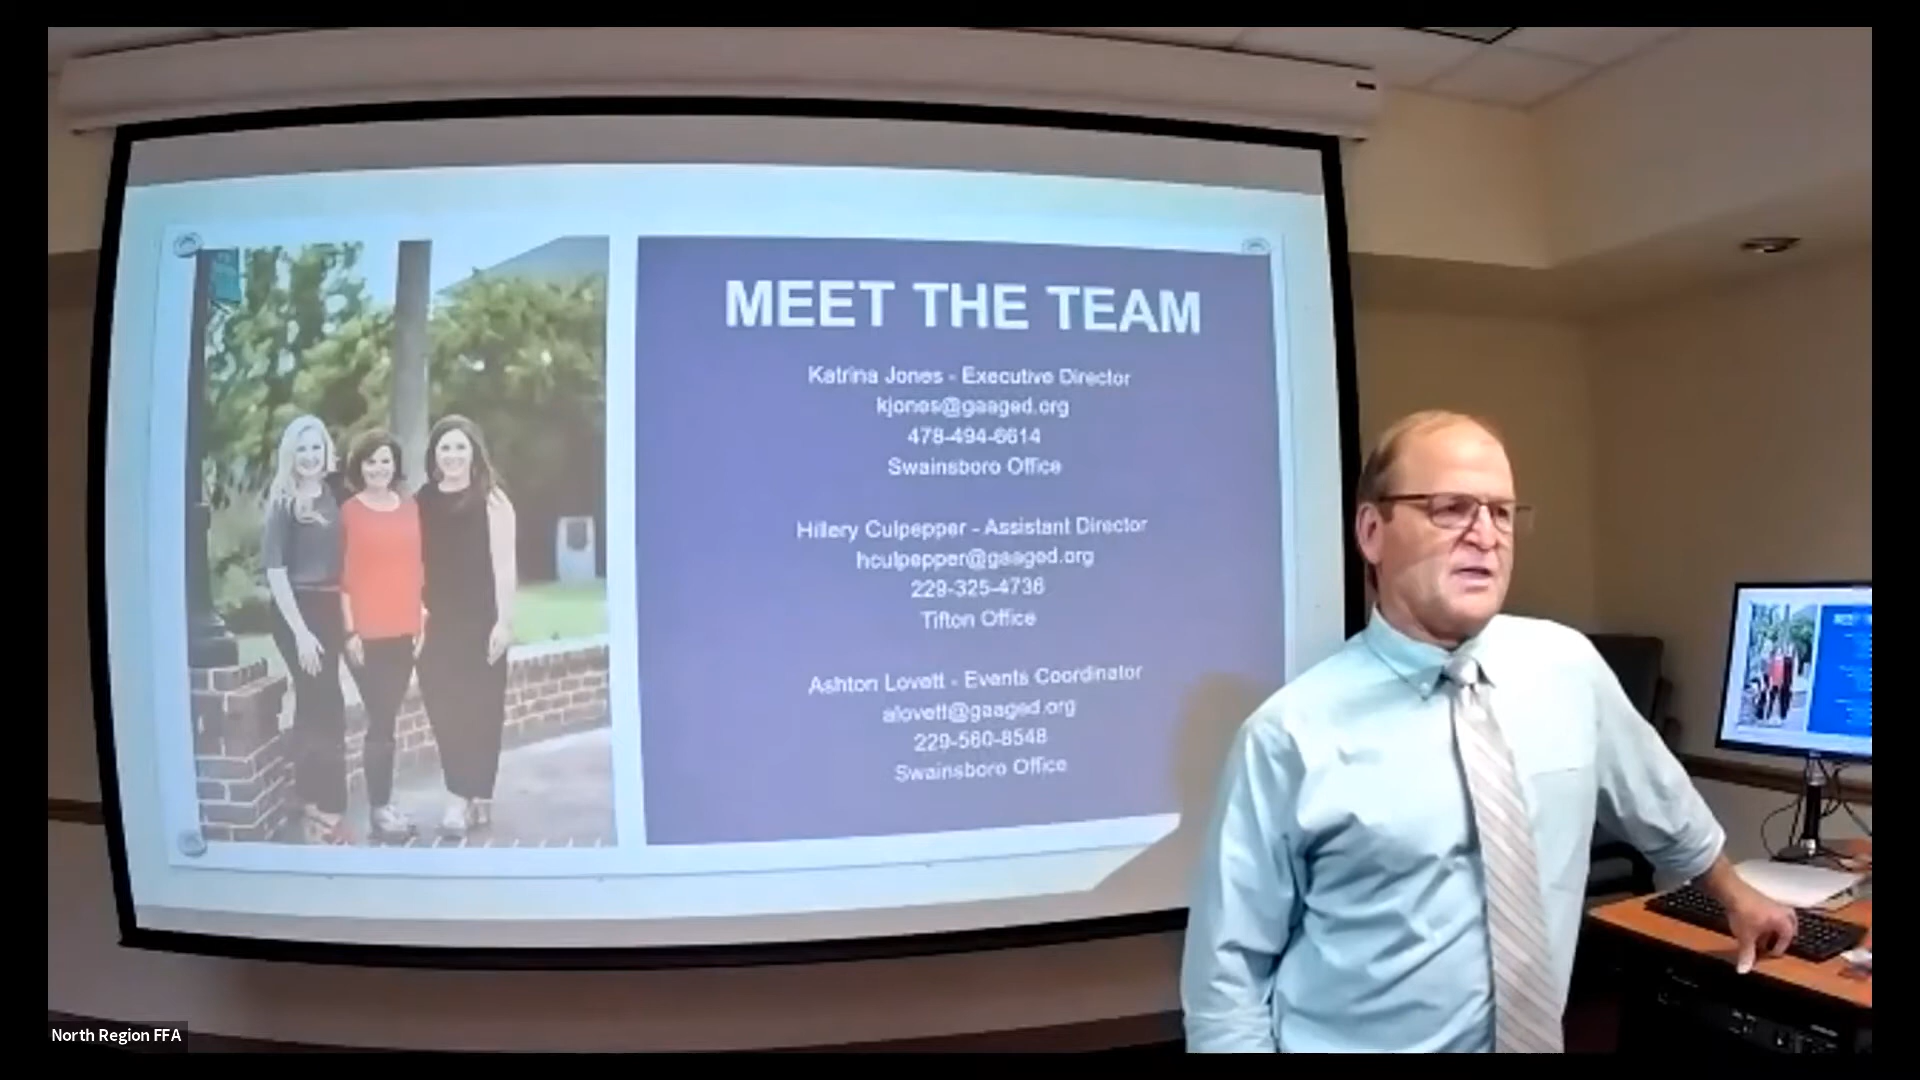 MEET THE TEAM
Katrina Jones - Executive Director
kjones@gaaged.org
478-494-6614
Swainsboro Office
Hillery Culpepper - Assistant Director
hculpepper@gaaged.org
229-325-4736
Tifton Office
Ashton Lovett - Events Coordinator
alovett@gaaged.org
229-560-8548
Swainsboro Office
North Region FFA